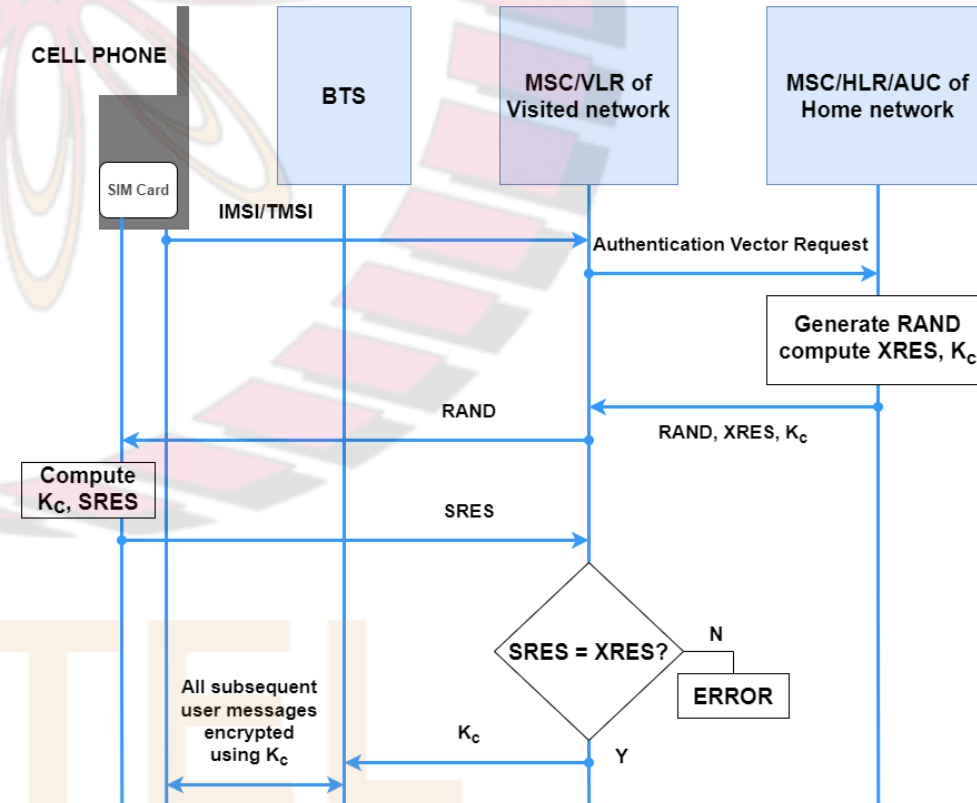 CELL PHONE
BTS
MSC/VLR of
Visited network
MSC/HLR/AUC of
Home network
SIM Card
IMSI/TMSI
Authentication Vector Request
Generate RAND
compute XRES, Kc
RAND
RAND, XRES, Kc
Compute
KC, SRES
SRES
SRES = XRES?
N
ERROR
All subsequent
user messages
encrypted
using Kc
Kc
Y
TEL